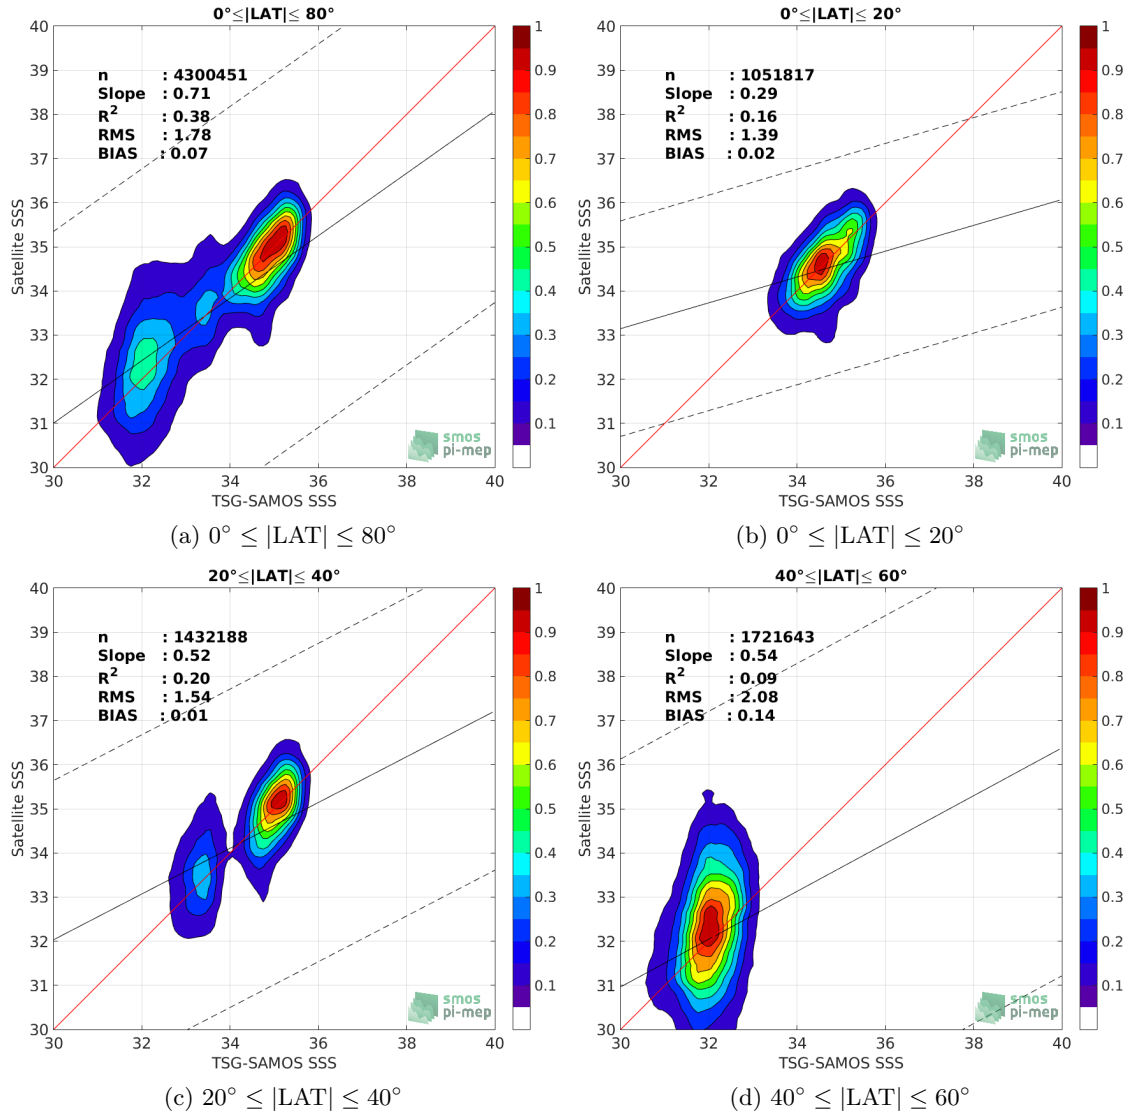 0°≤|LAT|≤ 80°
n : 4300451
Slope : 0.71
R² : 0.38
RMS : 1.78
BIAS : 0.07
Satellite SSS
40
39
38
37
36
35
34
33
32
31
30
30 32 34 36 38 40
TSG-SAMOS SSS
1
0.9
0.8
0.7
0.6
0.5
0.4
0.3
0.2
0.1
smos
pi-mep
(a) 0° ≤ |LAT| ≤ 80°
0°≤|LAT|≤ 20°
n : 1051817
Slope : 0.29
R² : 0.16
RMS : 1.39
BIAS : 0.02
Satellite SSS
40
39
38
37
36
35
34
33
32
31
30
30 32 34 36 38 40
TSG-SAMOS SSS
1
0.9
0.8
0.7
0.6
0.5
0.4
0.3
0.2
0.1
smos
pi-mep
(b) 0° ≤ |LAT| ≤ 20°
20°≤|LAT|≤ 40°
n : 1432188
Slope : 0.52
R² : 0.20
RMS : 1.54
BIAS : 0.01
Satellite SSS
40
39
38
37
36
35
34
33
32
31
30
30 32 34 36 38 40
TSG-SAMOS SSS
1
0.9
0.8
0.7
0.6
0.5
0.4
0.3
0.2
0.1
smos
pi-mep
(c) 20° ≤ |LAT| ≤ 40°
40°≤|LAT|≤ 60°
n : 1721643
Slope : 0.54
R² : 0.09
RMS : 2.08
BIAS : 0.14
Satellite SSS
40
39
38
37
36
35
34
33
32
31
30
30 32 34 36 38 40
TSG-SAMOS SSS
1
0.9
0.8
0.7
0.6
0.5
0.4
0.3
0.2
0.1
smos
pi-mep
(d) 40° ≤ |LAT| ≤ 60°